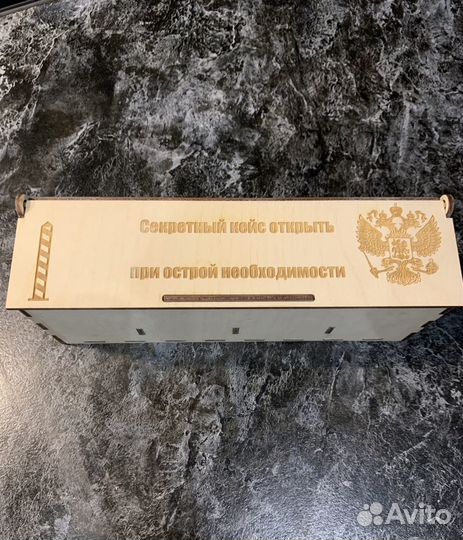 Секретный кейс открыть
при острой необходимости
Avito